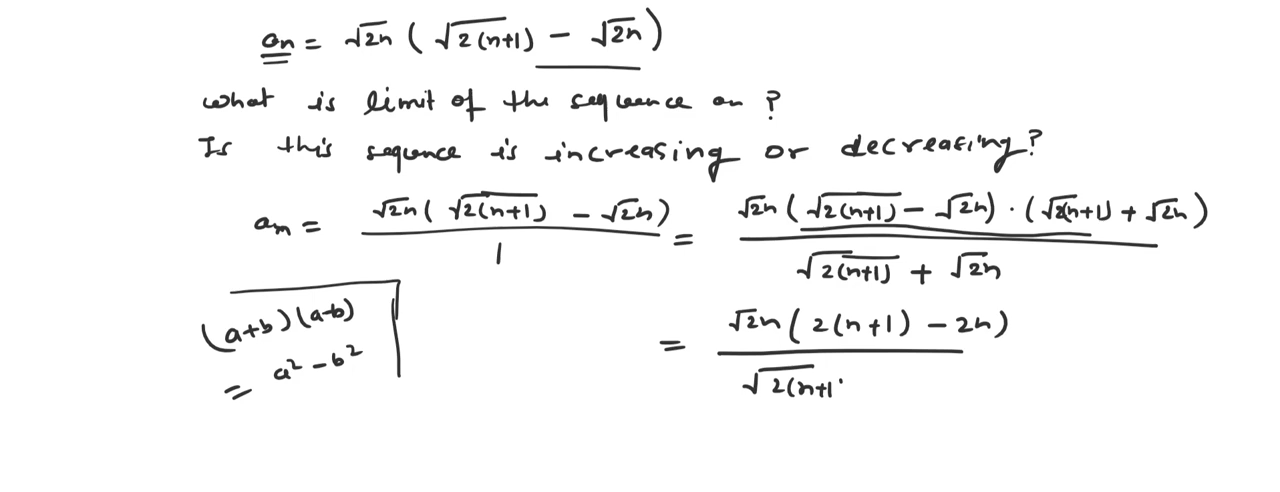 an = √2n ( √2(n+1) − √2n )
what is limit of the sequence an ?
Is this sequence is increasing or decreasing?
an = √2n ( √2(n+1) − √2n ) / 1 = √2n ( √2(n+1) − √2n ) · ( √2(n+1) + √2n ) / √2(n+1) + √2n
(a+b)(a-b)
= a² − b²
= √2n ( 2(n+1) − 2n ) / √2(n+1